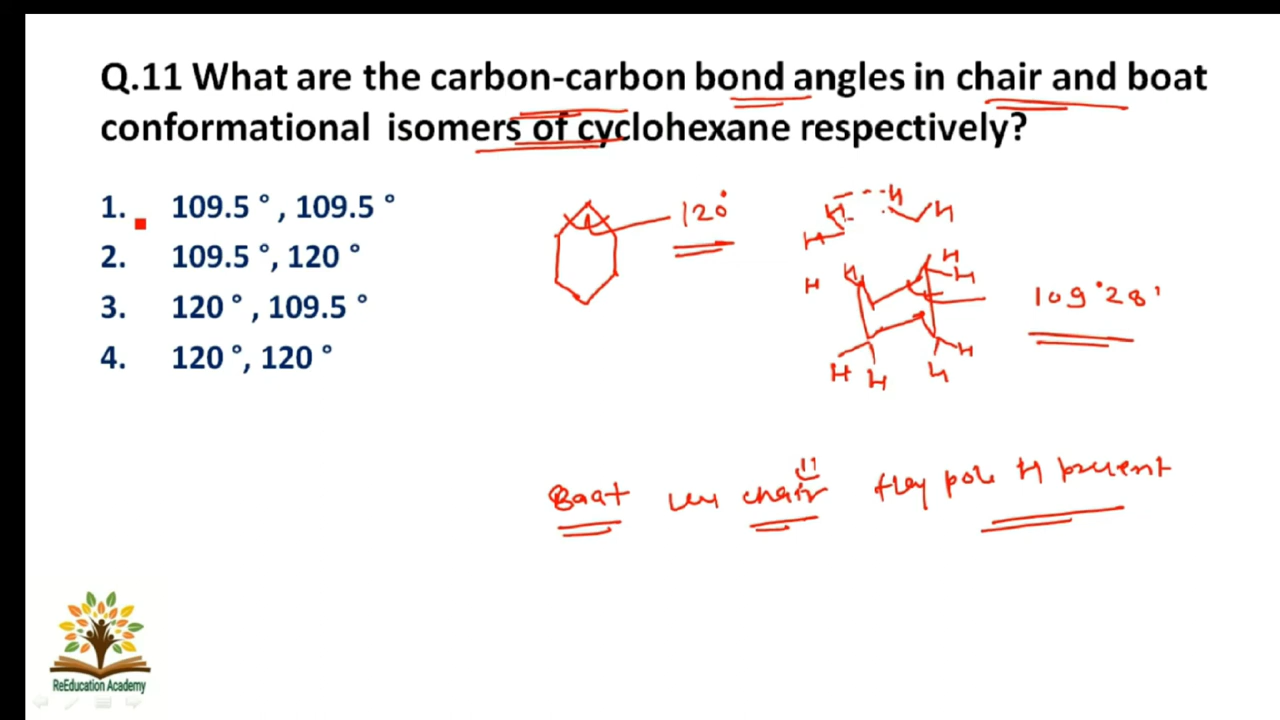 Q.11 What are the carbon-carbon bond angles in chair and boat
conformational isomers of cyclohexane respectively?
1. 109.5 °, 109.5 °
2. 109.5 °, 120 °
3. 120 °, 109.5 °
4. 120 °, 120 °
120°
H H
H H
H H
H H
109°28'
H
H H H
Boat chair pole H present
ReEducation Academy